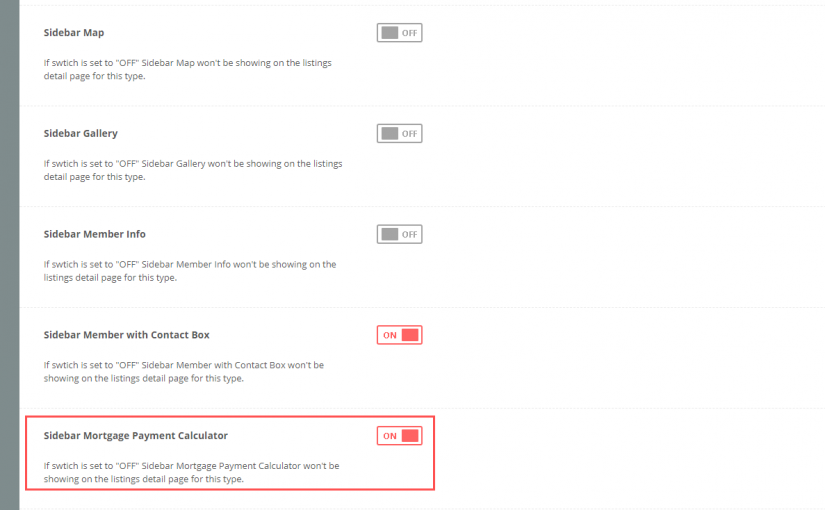 Sidebar Map
OFF
If swtich is set to "OFF" Sidebar Map won't be showing on the listings
detail page for this type.
Sidebar Gallery
OFF
If swtich is set to "OFF" Sidebar Gallery won't be showing on the listings
detail page for this type.
Sidebar Member Info
OFF
If swtich is set to "OFF" Sidebar Member Info won't be showing on the
listings detail page for this type.
Sidebar Member with Contact Box
ON
If swtich is set to "OFF" Sidebar Member with Contact Box won't be
showing on the listings detail page for this type.
Sidebar Mortgage Payment Calculator
ON
If swtich is set to "OFF" Sidebar Mortgage Payment Calculator won't be
showing on the listings detail page for this type.